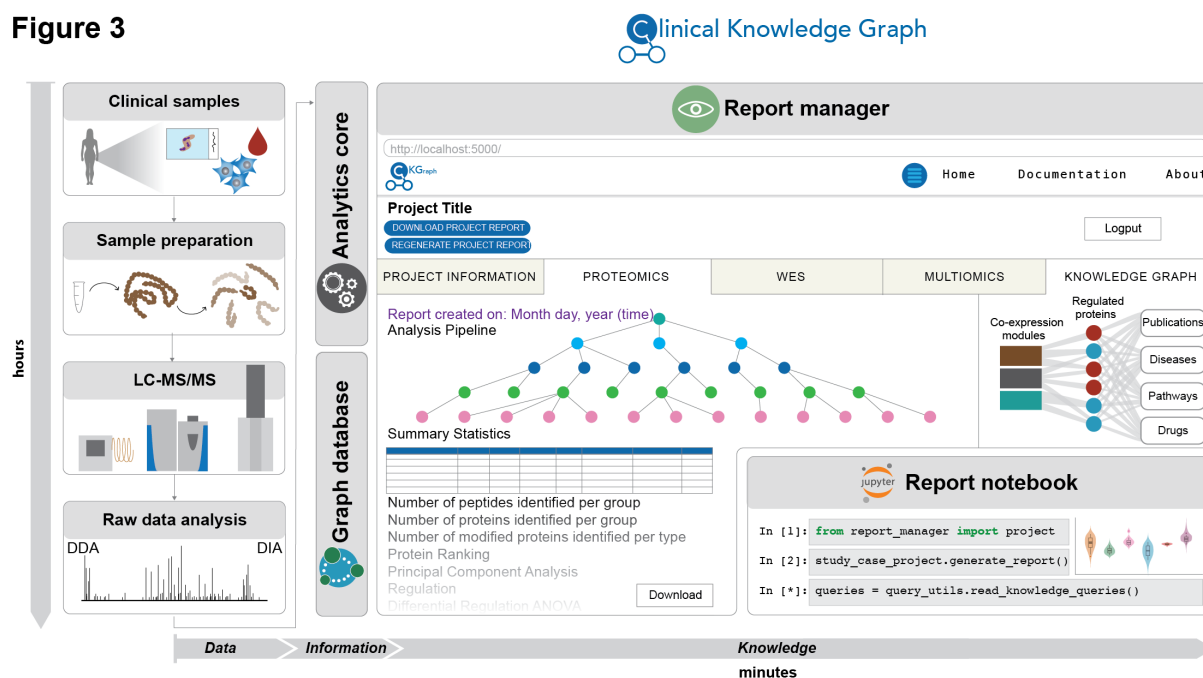 Figure 3
Clinical Knowledge Graph
hours
Clinical samples
Sample preparation
LC-MS/MS
Raw data analysis
DDA
DIA
Analytics core
Graph database
Report manager
http://localhost:5000/
CKGraph
Home
Documentation
About
Project Title
DOWNLOAD PROJECT REPORT
REGENERATE PROJECT REPORT
Logput
PROJECT INFORMATION
PROTEOMICS
WES
MULTIOMICS
KNOWLEDGE GRAPH
Report created on: Month day, year (time)
Analysis Pipeline
Summary Statistics
Number of peptides identified per group
Number of proteins identified per group
Number of modified proteins identified per type
Protein Ranking
Principal Component Analysis
Regulation
Differential Regulation ANOVA
Download
Co-expression
modules
Regulated
proteins
Publications
Diseases
Pathways
Drugs
jupyter
Report notebook
In [1]: from report_manager import project
In [2]: study_case_project.generate_report()
In [*]: queries = query_utils.read_knowledge_queries()
Data
Information
Knowledge
minutes